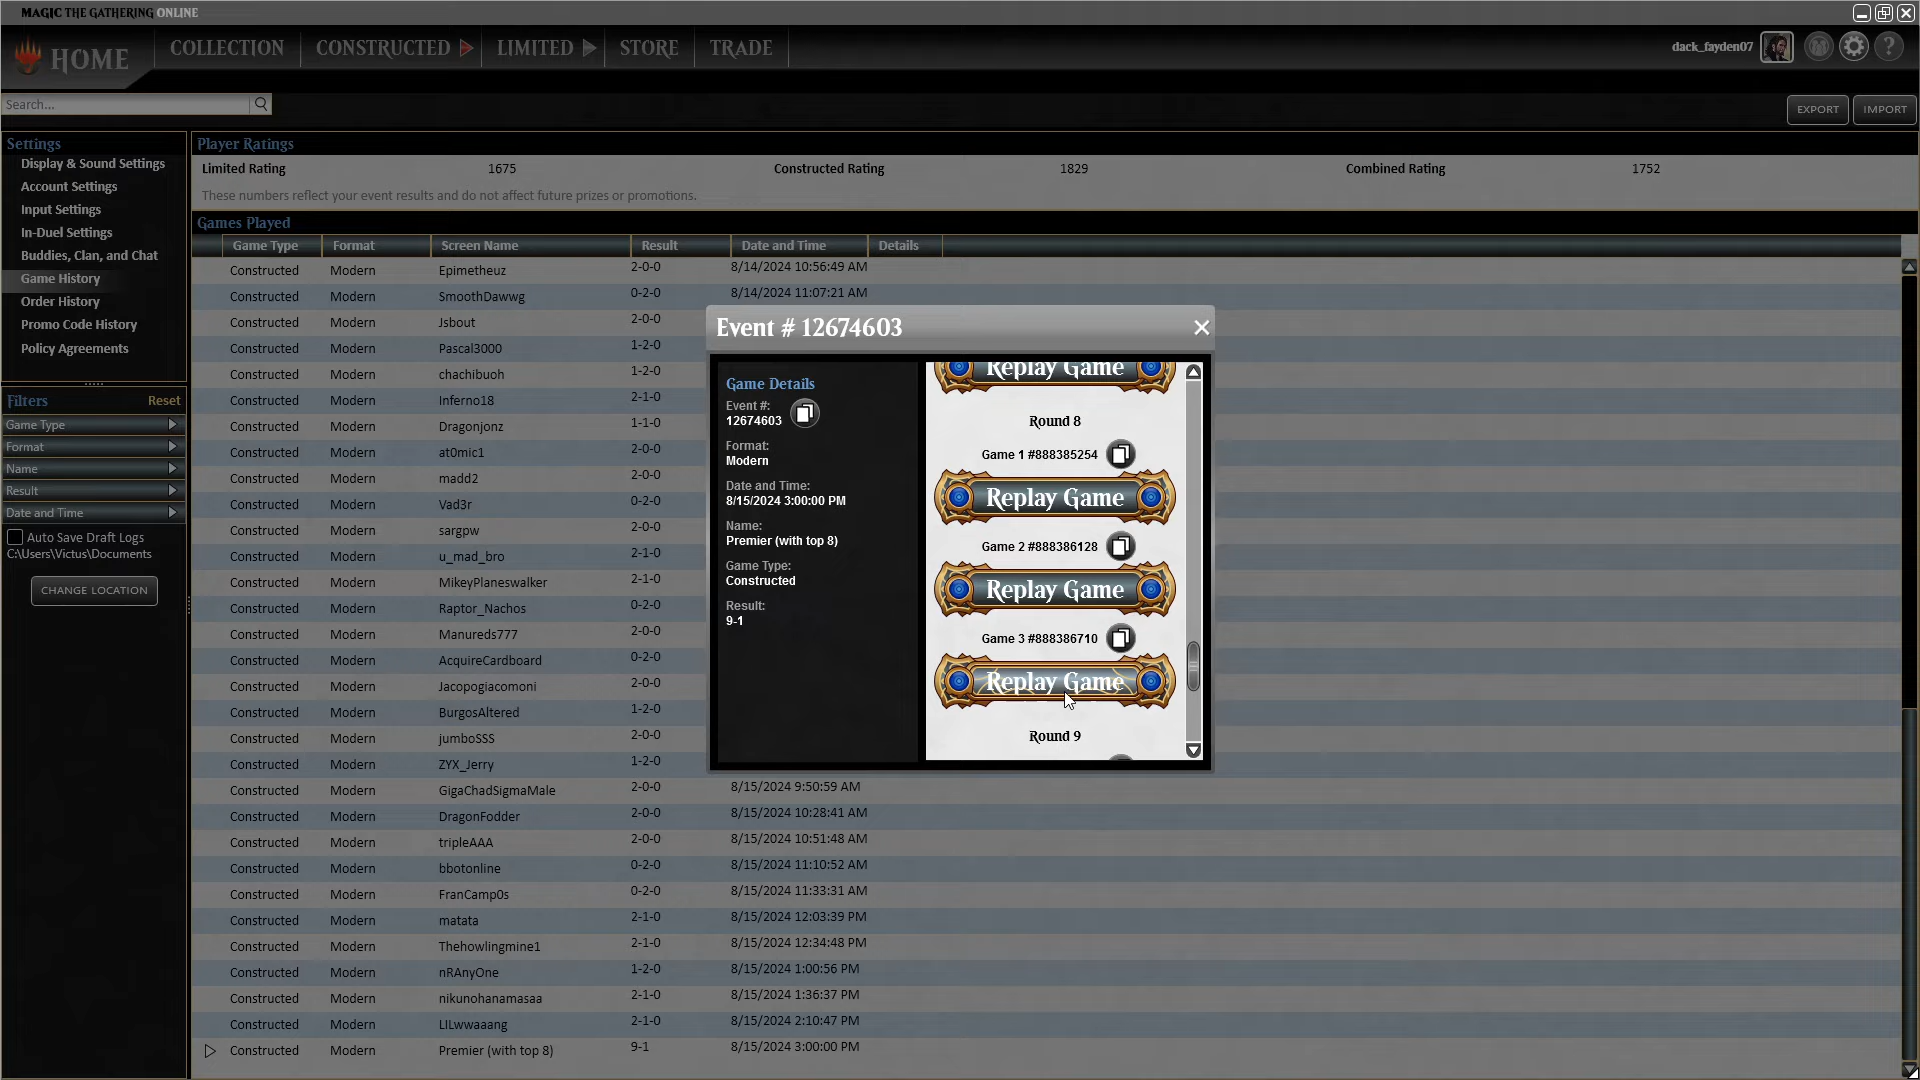 MAGIC THE GATHERING ONLINE
HOME
COLLECTION CONSTRUCTED LIMITED STORE TRADE
dack_fayden07
Search...
EXPORT IMPORT
Settings
Display & Sound Settings
Account Settings
Input Settings
In-Duel Settings
Buddies, Clan, and Chat
Game History
Order History
Promo Code History
Policy Agreements
Filters Reset
Game Type
Format
Name
Result
Date and Time
Auto Save Draft Logs
C:\Users\Victus\Documents
CHANGE LOCATION
Player Ratings
Limited Rating 1675 Constructed Rating 1829 Combined Rating 1752
These numbers reflect your event results and do not affect future prizes or promotions.
Games Played
Game Type Format Screen Name Result Date and Time Details
Constructed Modern Epimetheuz 2-0-0 8/14/2024 10:56:49 AM
Constructed Modern SmoothDawwg 0-2-0 8/14/2024 11:07:21 AM
Constructed Modern Jsbout 2-0-0
Constructed Modern Pascal3000 1-2-0
Constructed Modern chachibuoh 1-2-0
Constructed Modern Inferno18 2-1-0
Constructed Modern Dragonjonz 1-1-0
Constructed Modern at0mic1 2-0-0
Constructed Modern madd2 2-0-0
Constructed Modern Vad3r 0-2-0
Constructed Modern sargpw 2-0-0
Constructed Modern u_mad_bro 2-1-0
Constructed Modern MikeyPlaneswalker 2-1-0
Constructed Modern Raptor_Nachos 0-2-0
Constructed Modern Manureds777 2-0-0
Constructed Modern AcquireCardboard 0-2-0
Constructed Modern Jacopogiacomoni 2-0-0
Constructed Modern BurgosAltered 1-2-0
Constructed Modern jumboSSS 2-0-0
Constructed Modern ZYX_Jerry 1-2-0
Constructed Modern GigaChadSigmaMale 2-0-0 8/15/2024 9:50:59 AM
Constructed Modern DragonFodder 2-0-0 8/15/2024 10:28:41 AM
Constructed Modern tripleAAA 2-0-0 8/15/2024 10:51:48 AM
Constructed Modern bbotonline 0-2-0 8/15/2024 11:10:52 AM
Constructed Modern FranCamp0s 0-2-0 8/15/2024 11:33:31 AM
Constructed Modern matata 2-1-0 8/15/2024 12:03:39 PM
Constructed Modern Thehowlingmine1 2-1-0 8/15/2024 12:34:48 PM
Constructed Modern nRAnyOne 1-2-0 8/15/2024 1:00:56 PM
Constructed Modern nikunohanamasaa 2-1-0 8/15/2024 1:36:37 PM
Constructed Modern LILwwaaang 2-1-0 8/15/2024 2:10:47 PM
Constructed Modern Premier (with top 8) 9-1 8/15/2024 3:00:00 PM
Event # 12674603
Game Details
Event #:
12674603
Format:
Modern
Date and Time:
8/15/2024 3:00:00 PM
Name:
Premier (with top 8)
Game Type:
Constructed
Result:
9-1
Replay Game
Round 8
Game 1 #888385254
Replay Game
Game 2 #888386128
Replay Game
Game 3 #888386710
Replay Game
Round 9